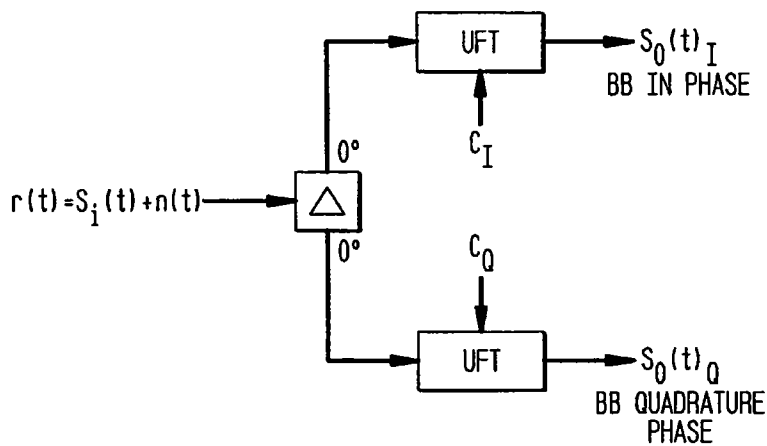 UFT
S0(t)I
BB IN PHASE
CI
0°
r(t)=Si(t)+n(t)
0°
CQ
UFT
S0(t)Q
BB QUADRATURE
PHASE